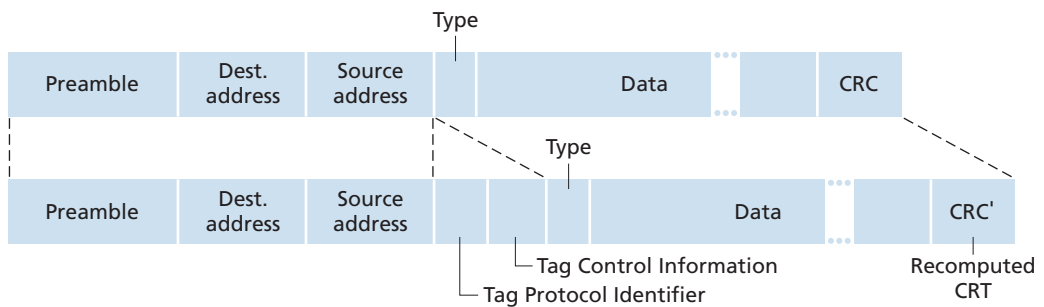 Type
Preamble
Dest.
address
Source
address
Data
CRC
Type
Preamble
Dest.
address
Source
address
Data
CRC'
Tag Control Information
Tag Protocol Identifier
Recomputed
CRT